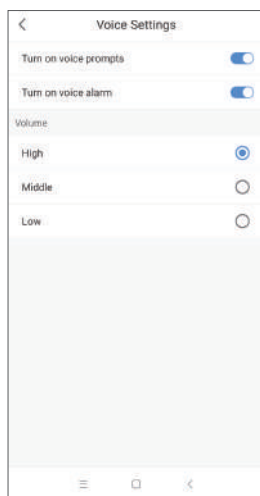 Voice Settings
Turn on voice prompts
Turn on voice alarm
Volume
High
Middle
Low